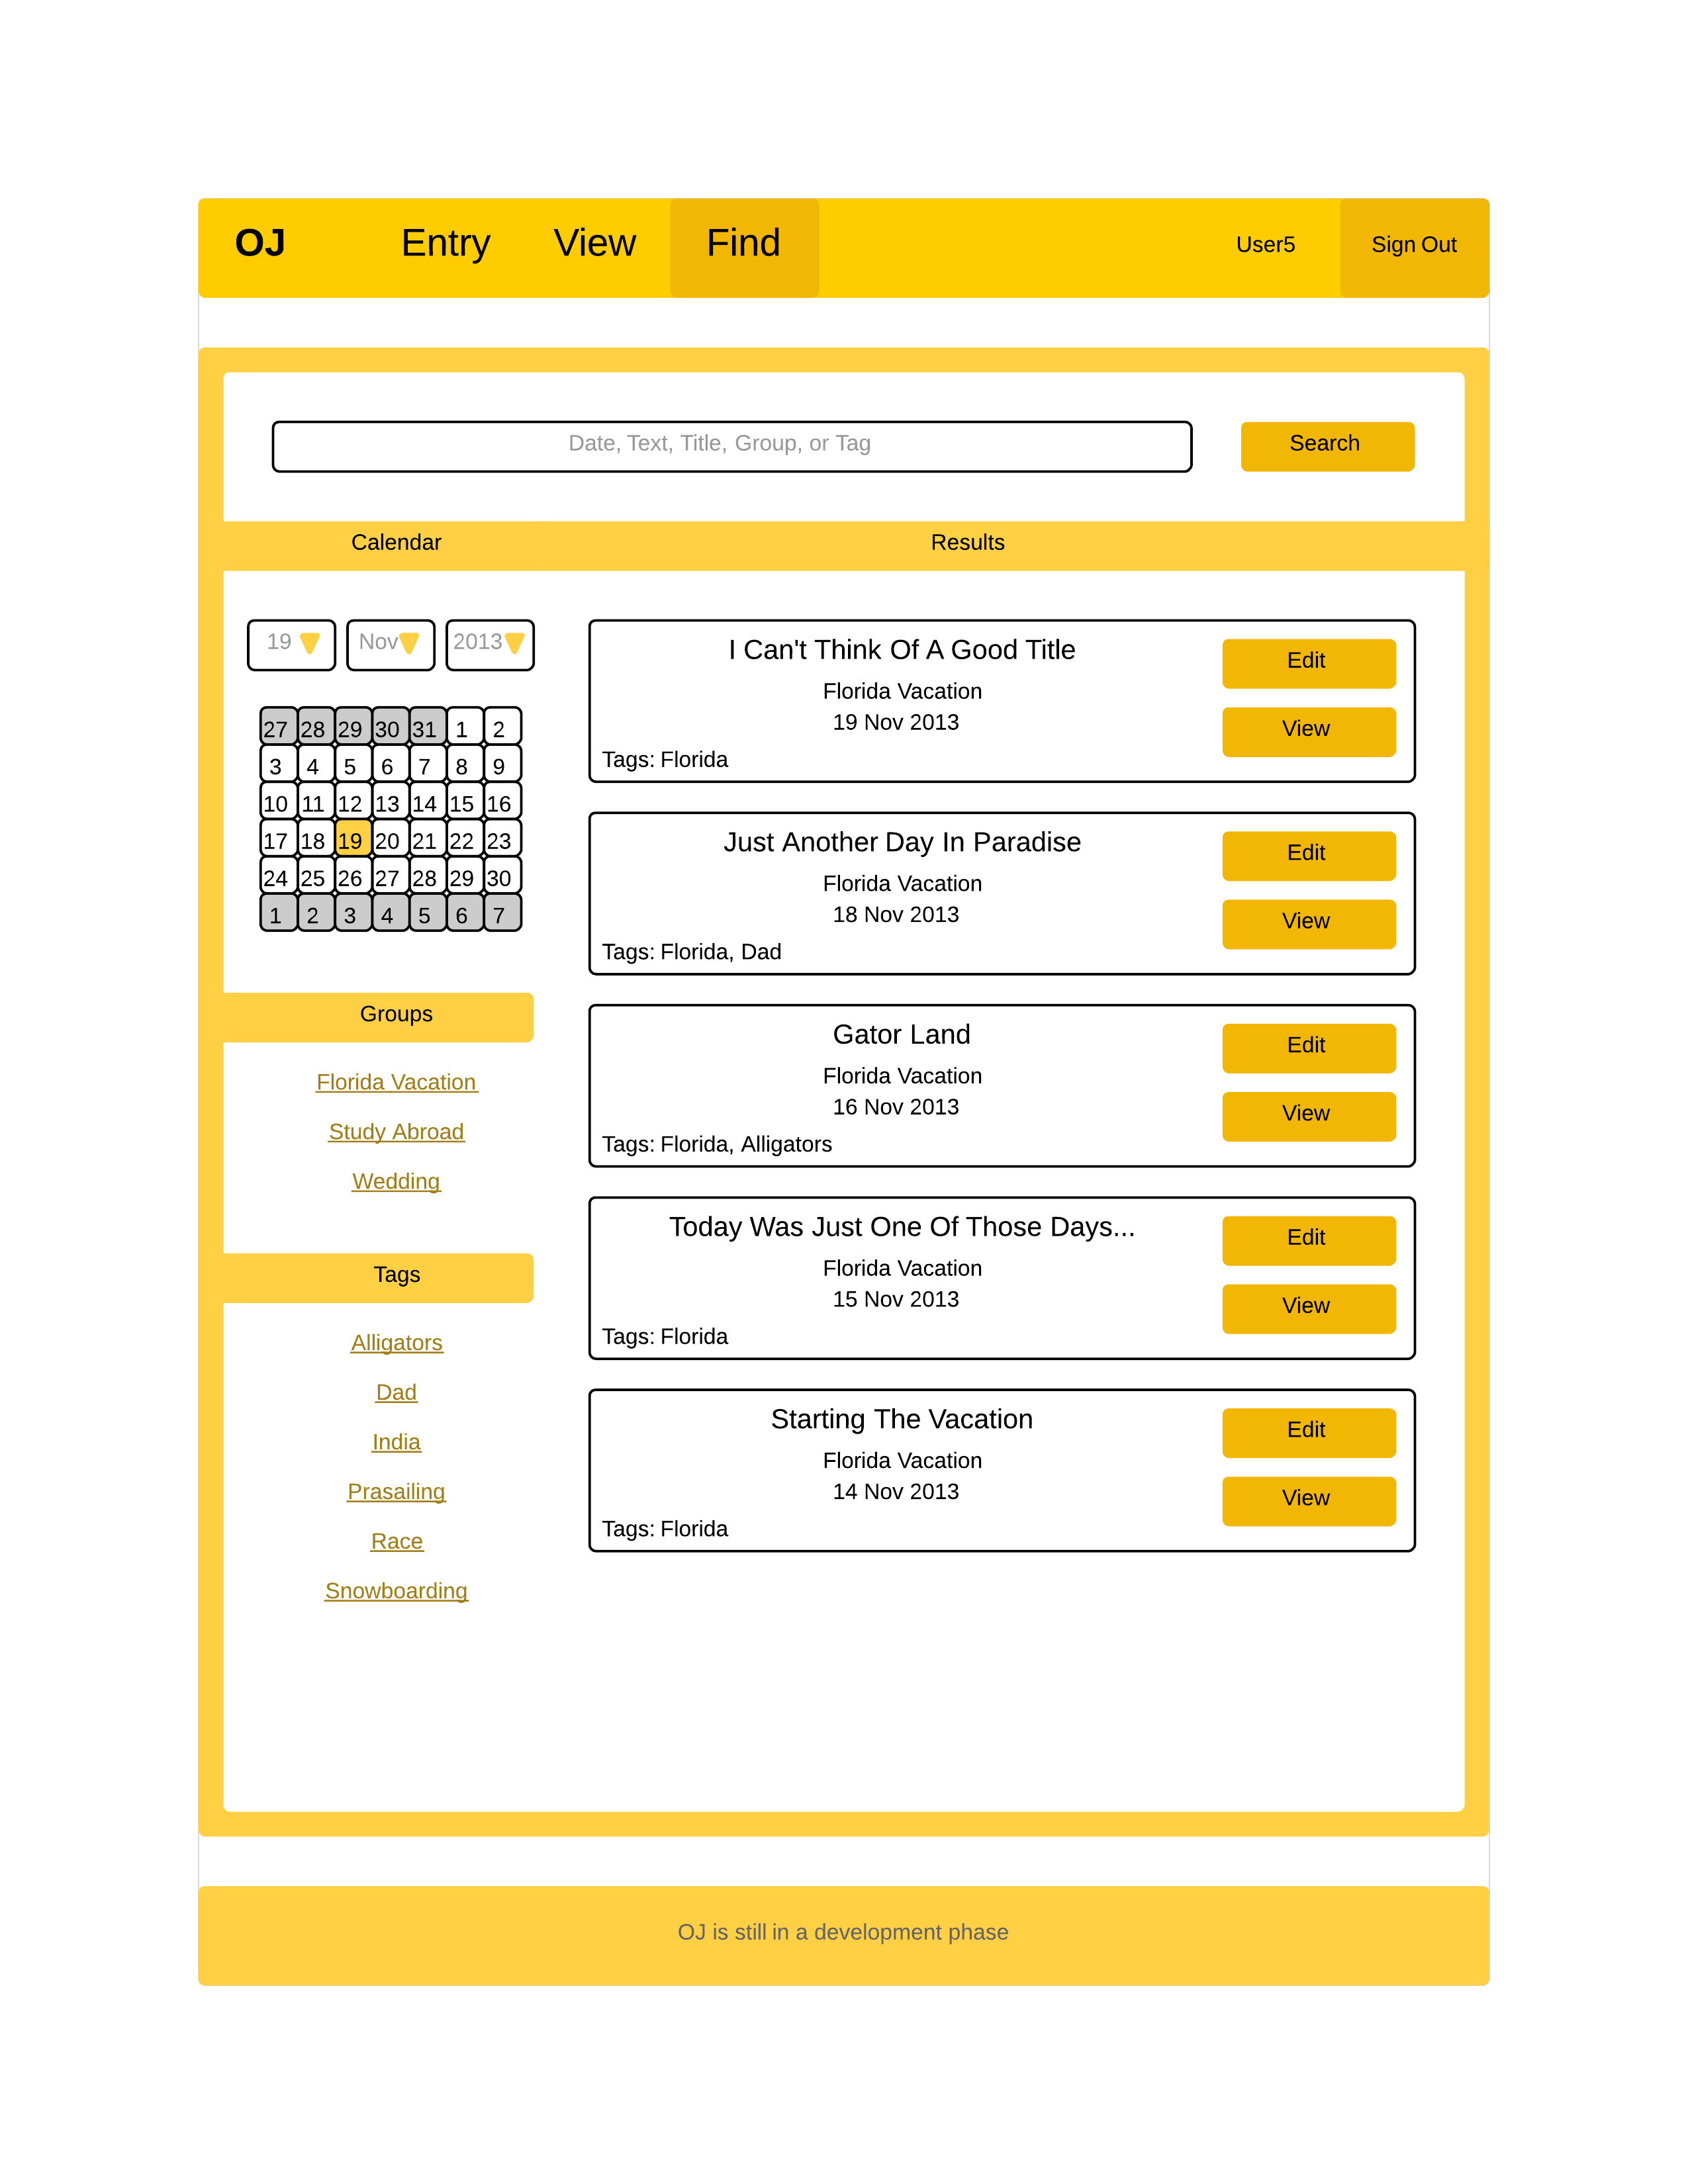 OJ Entry View Find User5 Sign Out
Date, Text, Title, Group, or Tag Search
Calendar Results
19 Nov 2013
27 28 29 30 31 1 2
3 4 5 6 7 8 9
10 11 12 13 14 15 16
17 18 19 20 21 22 23
24 25 26 27 28 29 30
1 2 3 4 5 6 7
Groups
Florida Vacation
Study Abroad
Wedding
Tags
Alligators
Dad
India
Prasailing
Race
Snowboarding
I Can't Think Of A Good Title
Florida Vacation
19 Nov 2013
Tags: Florida
Edit
View
Just Another Day In Paradise
Florida Vacation
18 Nov 2013
Tags: Florida, Dad
Edit
View
Gator Land
Florida Vacation
16 Nov 2013
Tags: Florida, Alligators
Edit
View
Today Was Just One Of Those Days...
Florida Vacation
15 Nov 2013
Tags: Florida
Edit
View
Starting The Vacation
Florida Vacation
14 Nov 2013
Tags: Florida
Edit
View
OJ is still in a development phase